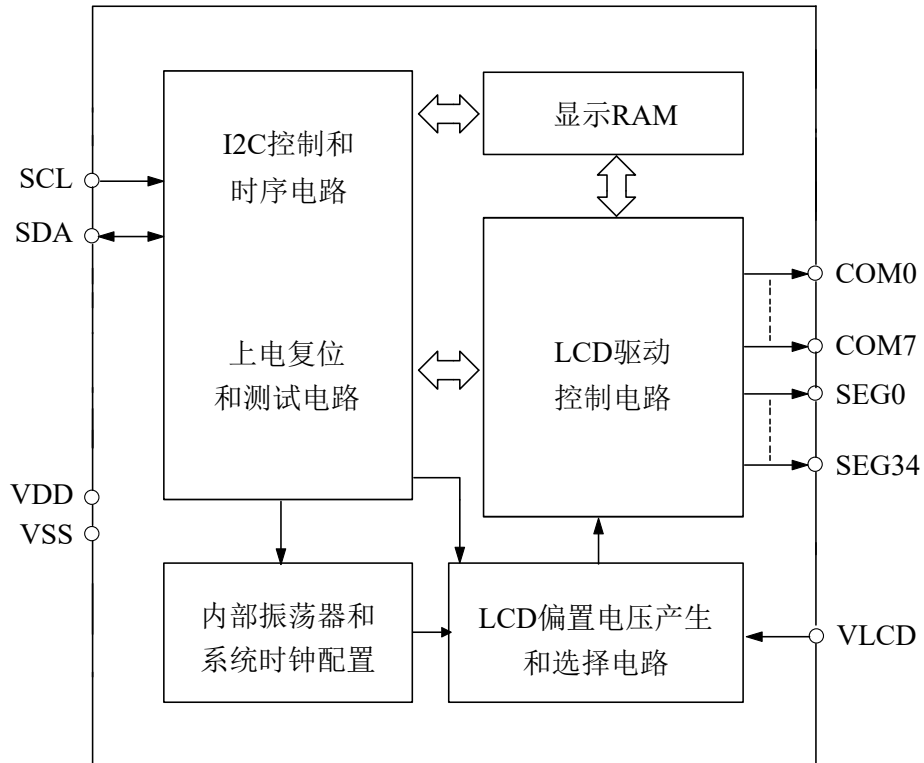 I2C控制和
时序电路
上电复位
和测试电路
显示RAM
LCD驱动
控制电路
内部振荡器和
系统时钟配置
LCD偏置电压产生
和选择电路
SCL
SDA
VDD
VSS
COM0
COM7
SEG0
SEG34
VLCD